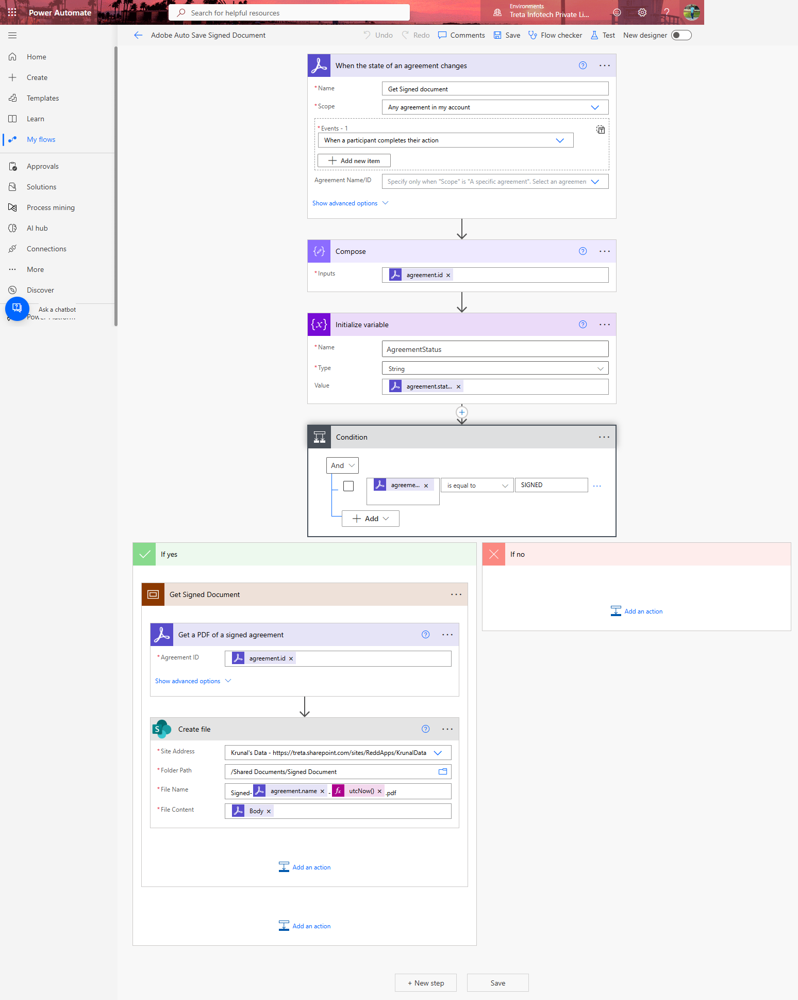 Power Automate
Search for helpful resources
Environments
Treta Infotech Private Li...
?
Adobe Auto Save Signed Document
Undo
Redo
Comments
Save
Flow checker
Test
New designer
Home
Create
Templates
Learn
My flows
Approvals
Solutions
Process mining
AI hub
Connections
More
Discover
Ask a chatbot
Power Platform
When the state of an agreement changes
* Name
Get Signed document
* Scope
Any agreement in my account
* Events - 1
When a participant completes their action
Add new item
Agreement Name/ID
Specify only when "Scope" is "A specific agreement". Select an agreemen
Show advanced options
Compose
* Inputs
agreement.id ×
{x} Initialize variable
* Name
AgreementStatus
* Type
String
Value
agreement.stat... ×
Condition
And
agreeme... ×
is equal to
SIGNED
Add
If yes
Get Signed Document
Get a PDF of a signed agreement
* Agreement ID
agreement.id ×
Show advanced options
Create file
* Site Address
Krunal's Data - https://treta.sharepoint.com/sites/ReddApps/KrunalData
* Folder Path
/Shared Documents/Signed Document
* File Name
Signed- agreement.name × - fx utcNow() × .pdf
* File Content
Body ×
Add an action
Add an action
If no
Add an action
+ New step
Save